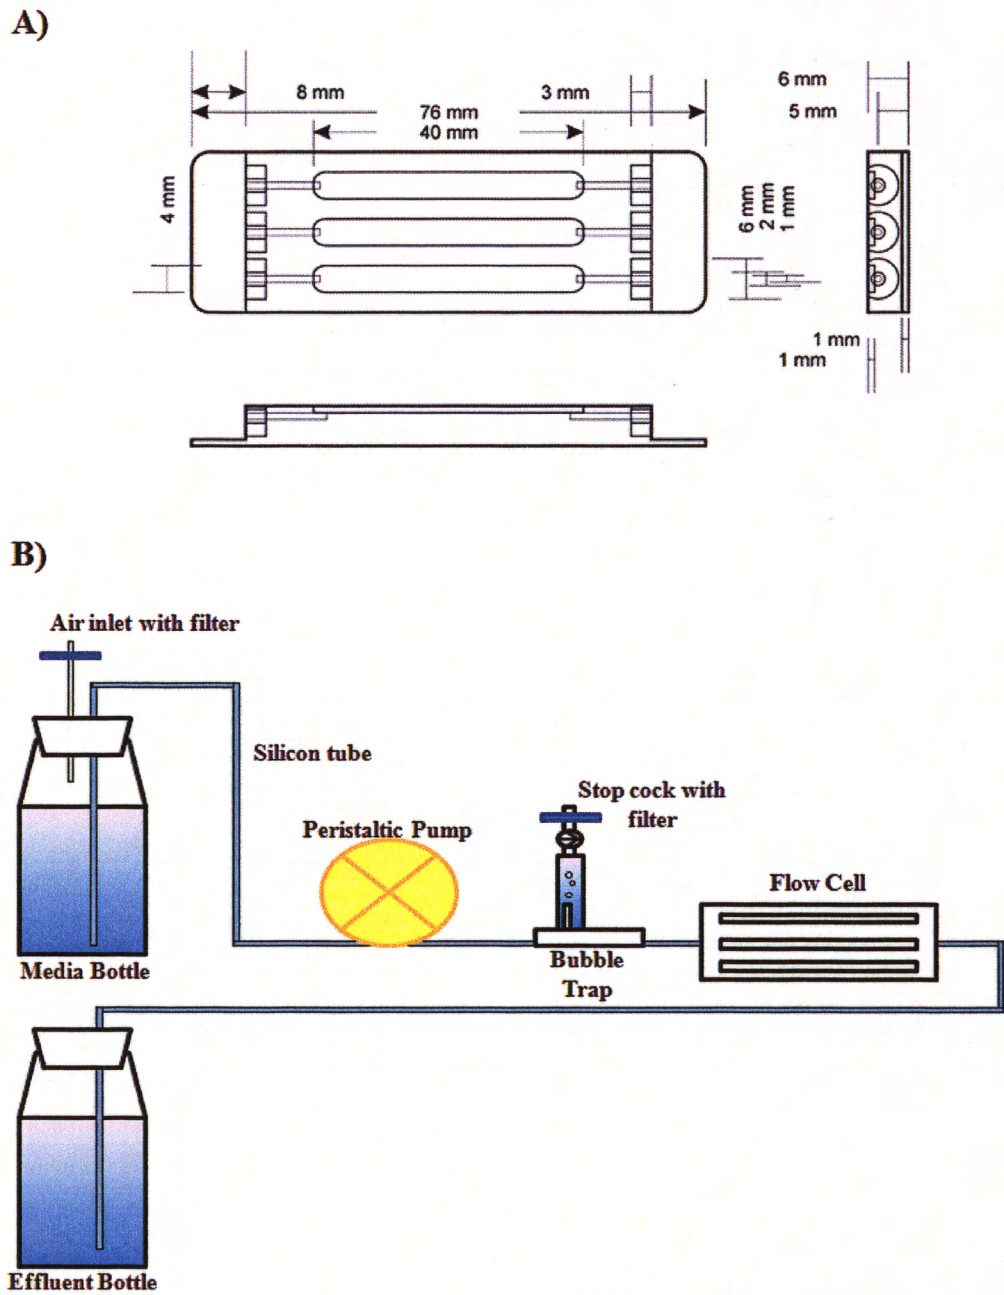 A)
8 mm
3 mm
76 mm
40 mm
6 mm
5 mm
4 mm
6 mm
2 mm
1 mm
1 mm
1 mm
B)
Air inlet with filter
Silicon tube
Stop cock with
filter
Peristaltic Pump
Flow Cell
Bubble
Trap
Media Bottle
Effluent Bottle